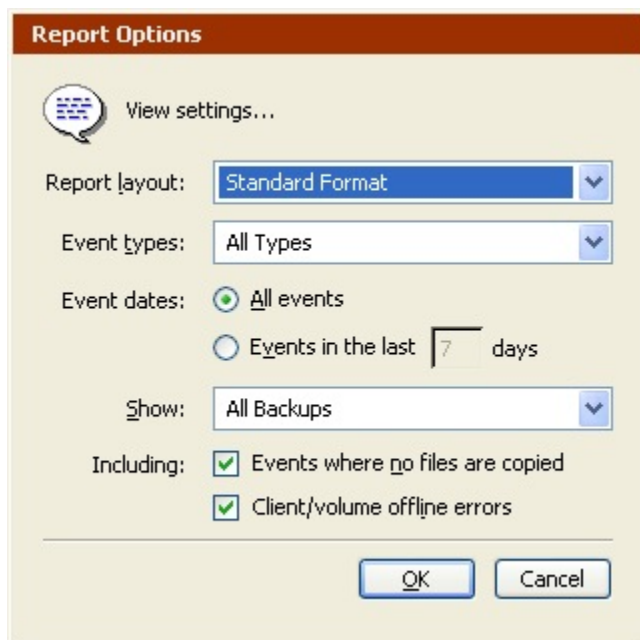 Report Options
View settings...
Report layout: Standard Format
Event types: All Types
Event dates: All events
Events in the last 7 days
Show: All Backups
Including: Events where no files are copied
Client/volume offline errors
OK Cancel